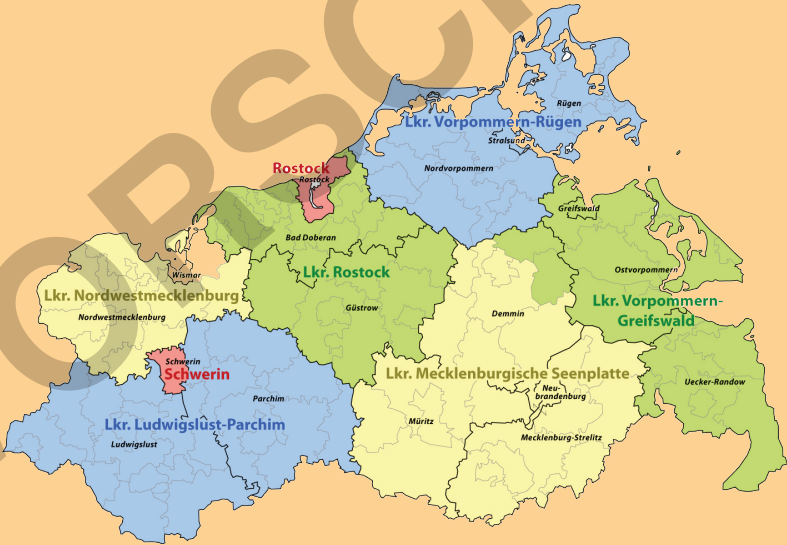 Rügen
Lkr. Vorpommern-Rügen
Stralsund
Nordvorpommern
Rostock
Rostock
Greifswald
Bad Doberan
Lkr. Rostock
Wismar
Ostvorpommern
Lkr. Nordwestmecklenburg
Nordwestmecklenburg
Güstrow
Demmin
Lkr. Vorpommern-
Greifswald
Schwerin
Schwerin
Lkr. Mecklenburgische Seenplatte
Uecker-Randow
Neu-
brandenburg
Parchim
Müritz
Lkr. Ludwigslust-Parchim
Ludwigslust
Mecklenburg-Strelitz